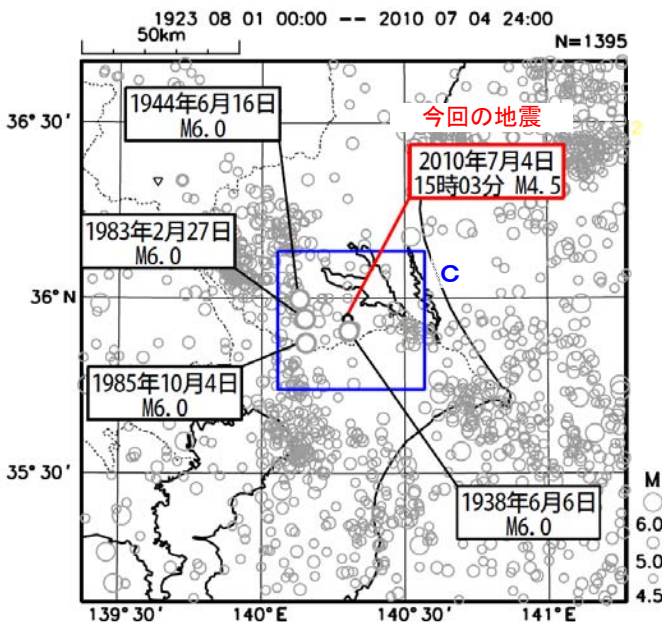 1923 08 01 00:00 -- 2010 07 04 24:00
50km
N=1395
1944年6月16日
M6.0
今回の地震
2010年7月4日
15時03分 M4.5
36°30′
2
1983年2月27日
M6.0
C
36°N
1985年10月4日
M6.0
35°30′
1938年6月6日
M6.0
M
6.0
5.0
4.5
139°30′
140°E
140°30′
141°E